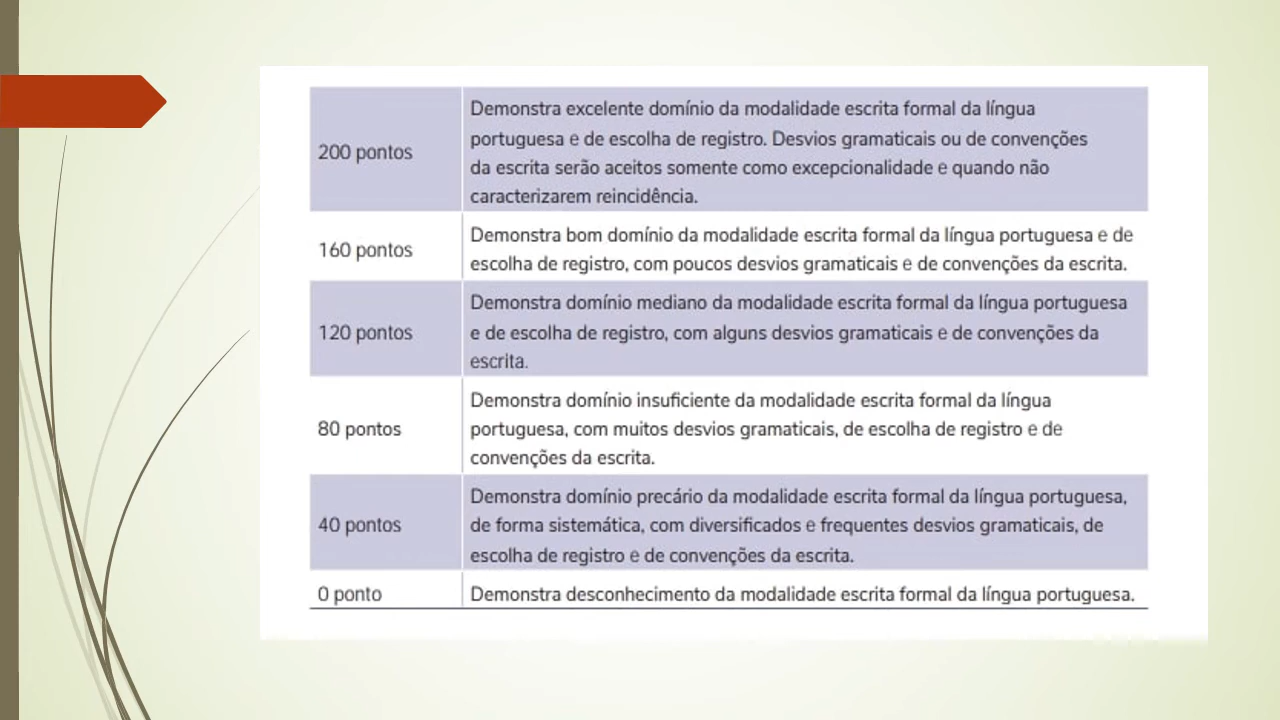 200 pontos
Demonstra excelente domínio da modalidade escrita formal da língua
portuguesa e de escolha de registro. Desvios gramaticais ou de convenções
da escrita serão aceitos somente como excepcionalidade e quando não
caracterizarem reincidência.
160 pontos
Demonstra bom domínio da modalidade escrita formal da língua portuguesa e de
escolha de registro, com poucos desvios gramaticais e de convenções da escrita.
120 pontos
Demonstra domínio mediano da modalidade escrita formal da língua portuguesa
e de escolha de registro, com alguns desvios gramaticais e de convenções da
escrita.
80 pontos
Demonstra domínio insuficiente da modalidade escrita formal da língua
portuguesa, com muitos desvios gramaticais, de escolha de registro e de
convenções da escrita.
40 pontos
Demonstra domínio precário da modalidade escrita formal da língua portuguesa,
de forma sistemática, com diversificados e frequentes desvios gramaticais, de
escolha de registro e de convenções da escrita.
0 ponto
Demonstra desconhecimento da modalidade escrita formal da língua portuguesa.